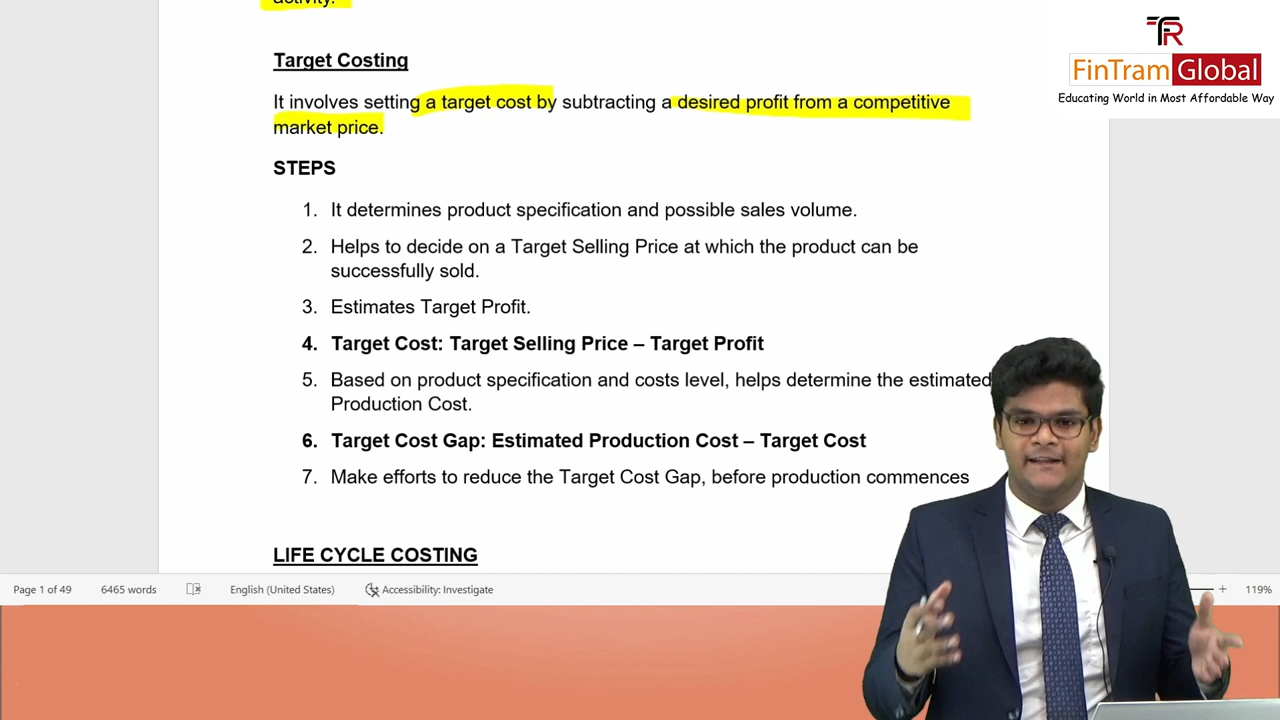 activity.
Target Costing
It involves setting a target cost by subtracting a desired profit from a competitive
market price.
STEPS
1. It determines product specification and possible sales volume.
2. Helps to decide on a Target Selling Price at which the product can be
successfully sold.
3. Estimates Target Profit.
4. Target Cost: Target Selling Price – Target Profit
5. Based on product specification and costs level, helps determine the estimated
Production Cost.
6. Target Cost Gap: Estimated Production Cost – Target Cost
7. Make efforts to reduce the Target Cost Gap, before production commences
LIFE CYCLE COSTING
Page 1 of 49 6465 words English (United States) Accessibility: Investigate 119%
TR
FinTram Global
Educating World in Most Affordable Way